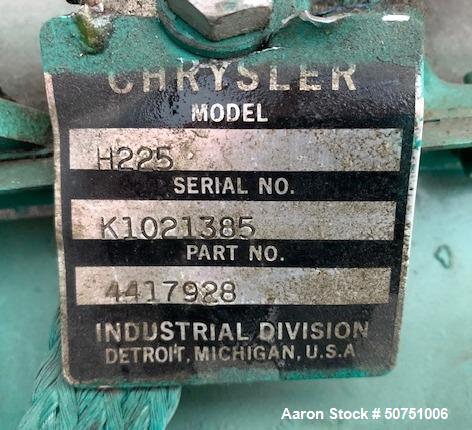 CHRYSLER
MODEL
H225
SERIAL NO.
K1021385
PART NO.
4417928
INDUSTRIAL DIVISION
DETROIT, MICHIGAN, U.S.A
Aaron Stock # 50751006